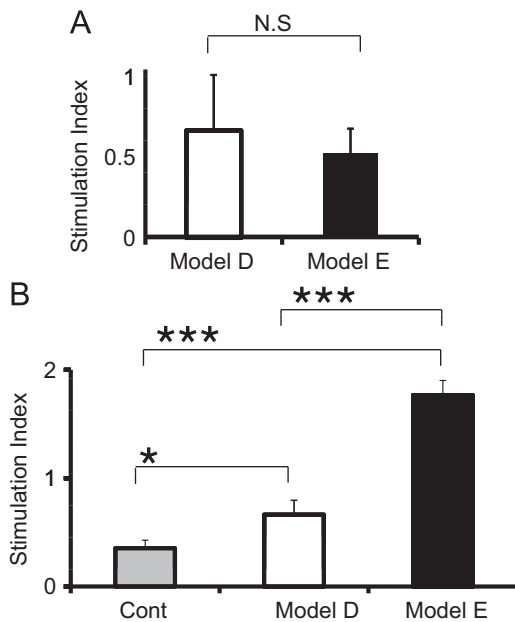 A
N.S
Stimulation Index
1
0.5
0
Model D Model E
B
***
***
*
Stimulation Index
2
1
0
Cont Model D Model E